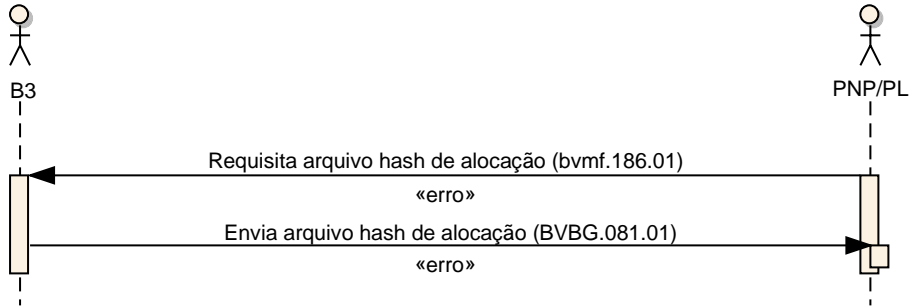 B3
PNP/PL
Requisita arquivo hash de alocação (bvmf.186.01)
«erro»
Envia arquivo hash de alocação (BVBG.081.01)
«erro»